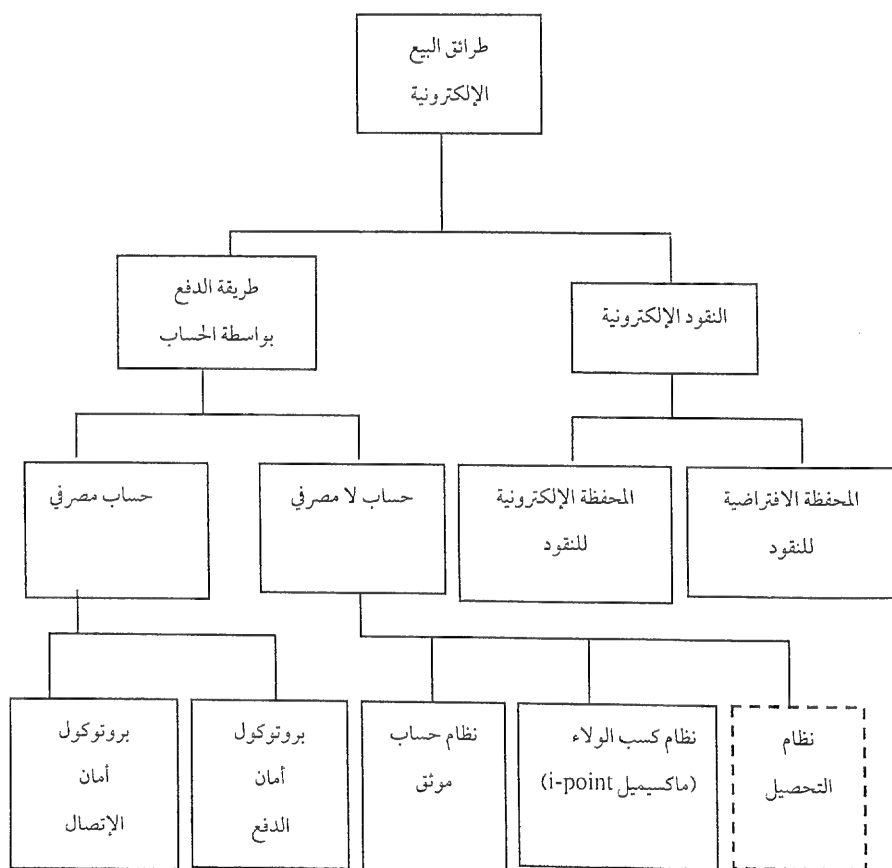 طرائق البيع
الإلكترونية
النقود الإلكترونية
طريقة الدفع
بواسطة الحساب
المحفظة الافتراضية
للنقود
المحفظة الإلكترونية
للنقود
حساب لا مصرفي
حساب مصرفي
نظام
التحصيل
نظام كسب الولاء
(ماكسيميل i-point)
نظام حساب
موثق
بروتوكول
أمان
الدفع
بروتوكول
أمان
الإتصال